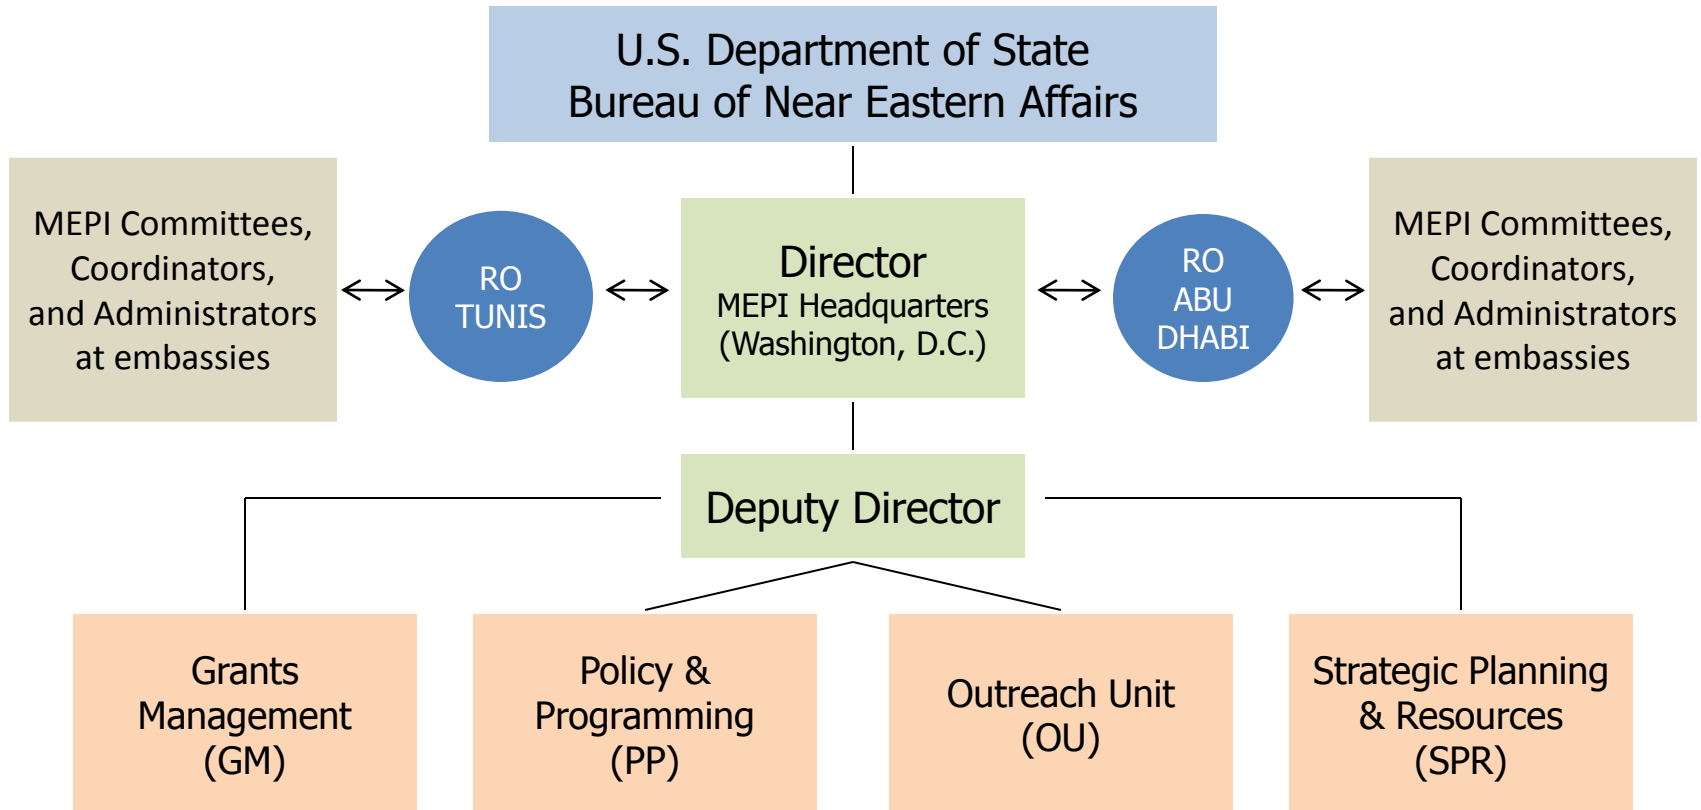 U.S. Department of State
Bureau of Near Eastern Affairs
MEPI Committees,
Coordinators,
and Administrators
at embassies
RO
TUNIS
Director
MEPI Headquarters
(Washington, D.C.)
RO
ABU
DHABI
MEPI Committees,
Coordinators,
and Administrators
at embassies
Deputy Director
Grants
Management
(GM)
Policy &
Programming
(PP)
Outreach Unit
(OU)
Strategic Planning
& Resources
(SPR)